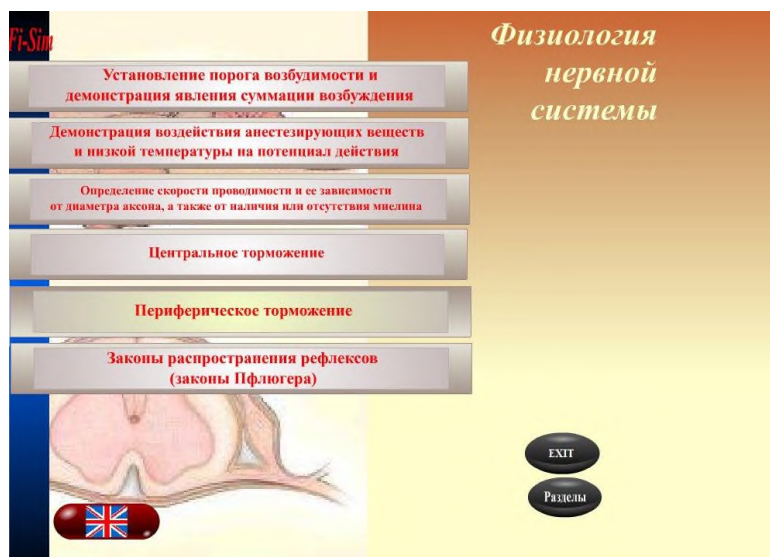 Fi-Sim
Физиология
нервной
системы
Установление порога возбудимости и
демонстрация явления суммации возбуждения
Демонстрация воздействия анестезирующих веществ
и низкой температуры на потенциал действия
Определение скорости проводимости и ее зависимости
от диаметра аксона, а также от наличия или отсутствия миелина
Центральное торможение
Периферическое торможение
Законы распространения рефлексов
(законы Пфлюгера)
EXIT
Разделы